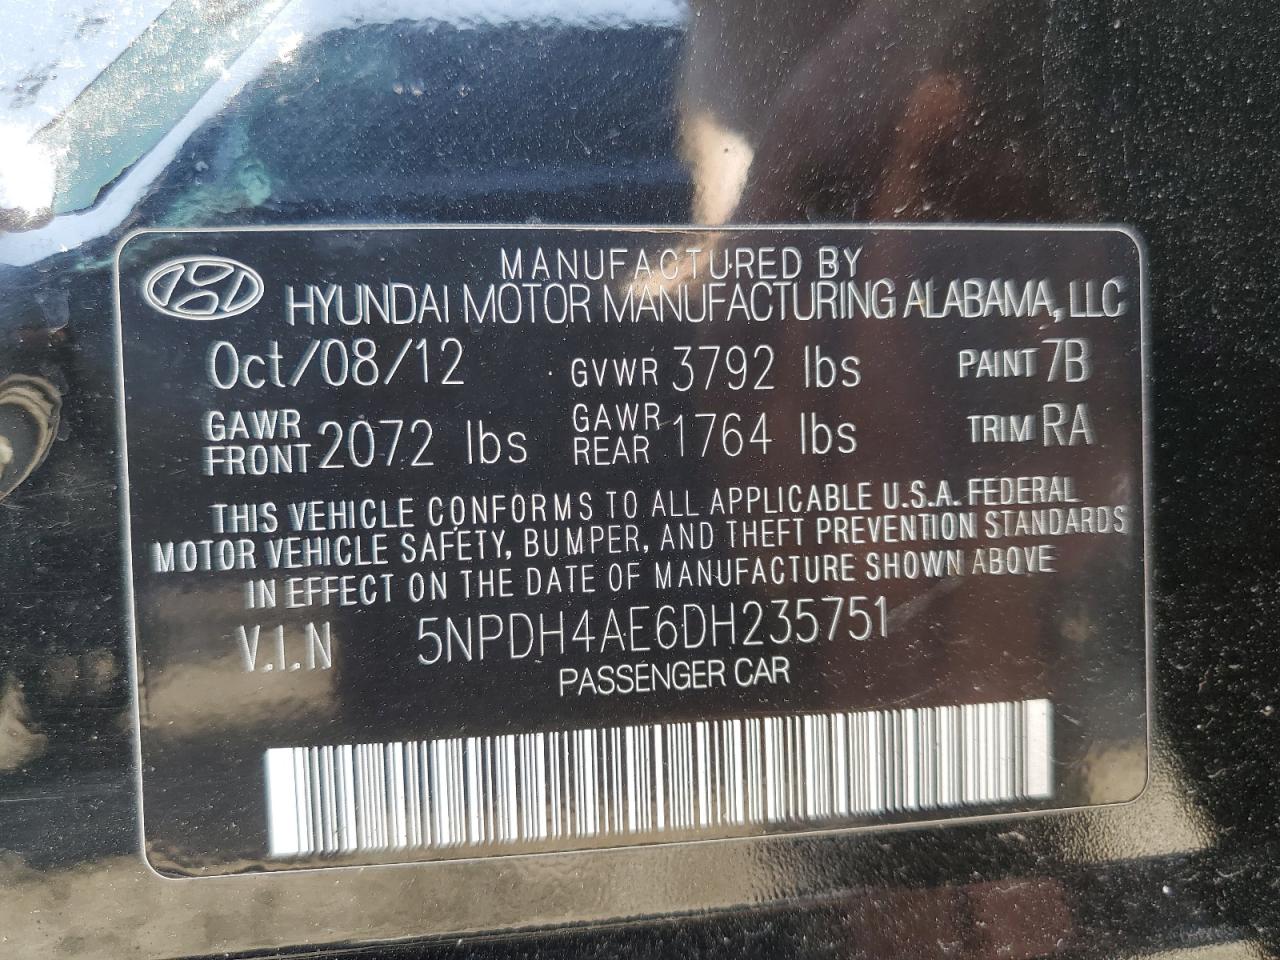 MANUFACTURED BY
HYUNDAI MOTOR MANUFACTURING ALABAMA, LLC
Oct/08/12 GVWR 3792 lbs PAINT 7B
GAWR FRONT 2072 lbs GAWR REAR 1764 lbs TRIM RA
THIS VEHICLE CONFORMS TO ALL APPLICABLE U.S.A. FEDERAL
MOTOR VEHICLE SAFETY, BUMPER, AND THEFT PREVENTION STANDARDS
IN EFFECT ON THE DATE OF MANUFACTURE SHOWN ABOVE
V.I.N 5NPDH4AE6DH235751
PASSENGER CAR